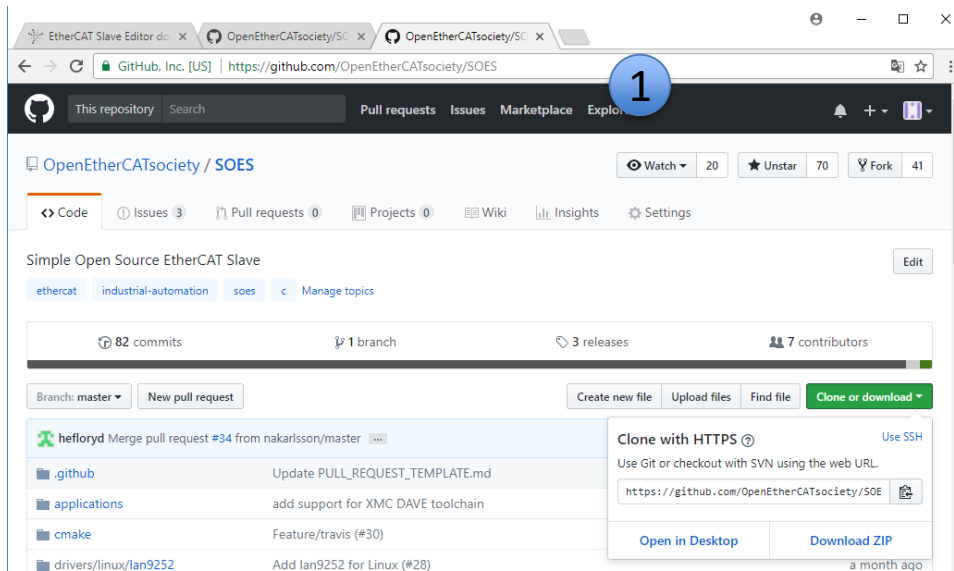 EtherCAT Slave Editor do
OpenEtherCATsociety/SO
OpenEtherCATsociety/SO
GitHub, Inc. [US] | https://github.com/OpenEtherCATsociety/SOES
1
This repository Search Pull requests Issues Marketplace Explor
OpenEtherCATsociety / SOES
Watch 20 Unstar 70 Fork 41
Code Issues 3 Pull requests 0 Projects 0 Wiki Insights Settings
Simple Open Source EtherCAT Slave
Edit
ethercat industrial-automation soes c Manage topics
82 commits 1 branch 3 releases 7 contributors
Branch: master New pull request Create new file Upload files Find file Clone or download
hefloryd Merge pull request #34 from nakarlsson/master ...
Clone with HTTPS ? Use SSH
Use Git or checkout with SVN using the web URL.
https://github.com/OpenEtherCATsociety/SOE
Open in Desktop Download ZIP
.github Update PULL_REQUEST_TEMPLATE.md
applications add support for XMC DAVE toolchain
cmake Feature/travis (#30)
drivers/linux/lan9252 Add lan9252 for Linux (#28) a month ago